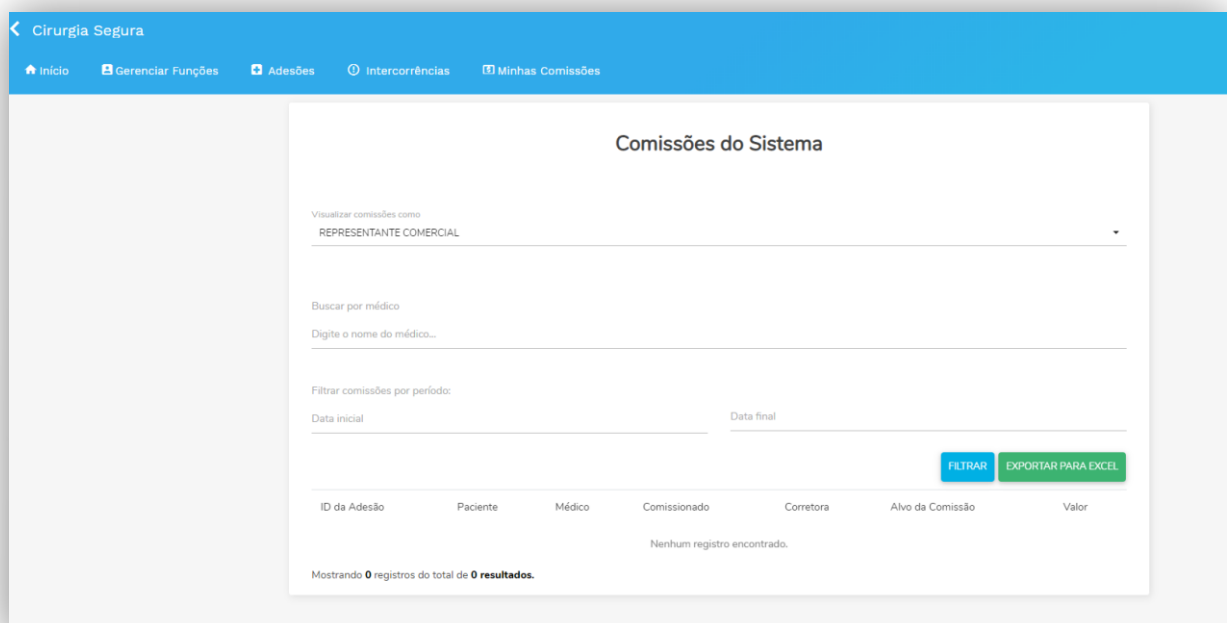 Cirurgia Segura
Início Gerenciar Funções Adesões Intercorrências Minhas Comissões
Comissões do Sistema
Visualizar comissões como
REPRESENTANTE COMERCIAL
Buscar por médico
Digite o nome do médico...
Filtrar comissões por período:
Data inicial Data final
FILTRAR EXPORTAR PARA EXCEL
ID da Adesão Paciente Médico Comissionado Corretora Alvo da Comissão Valor
Nenhum registro encontrado.
Mostrando 0 registros do total de 0 resultados.